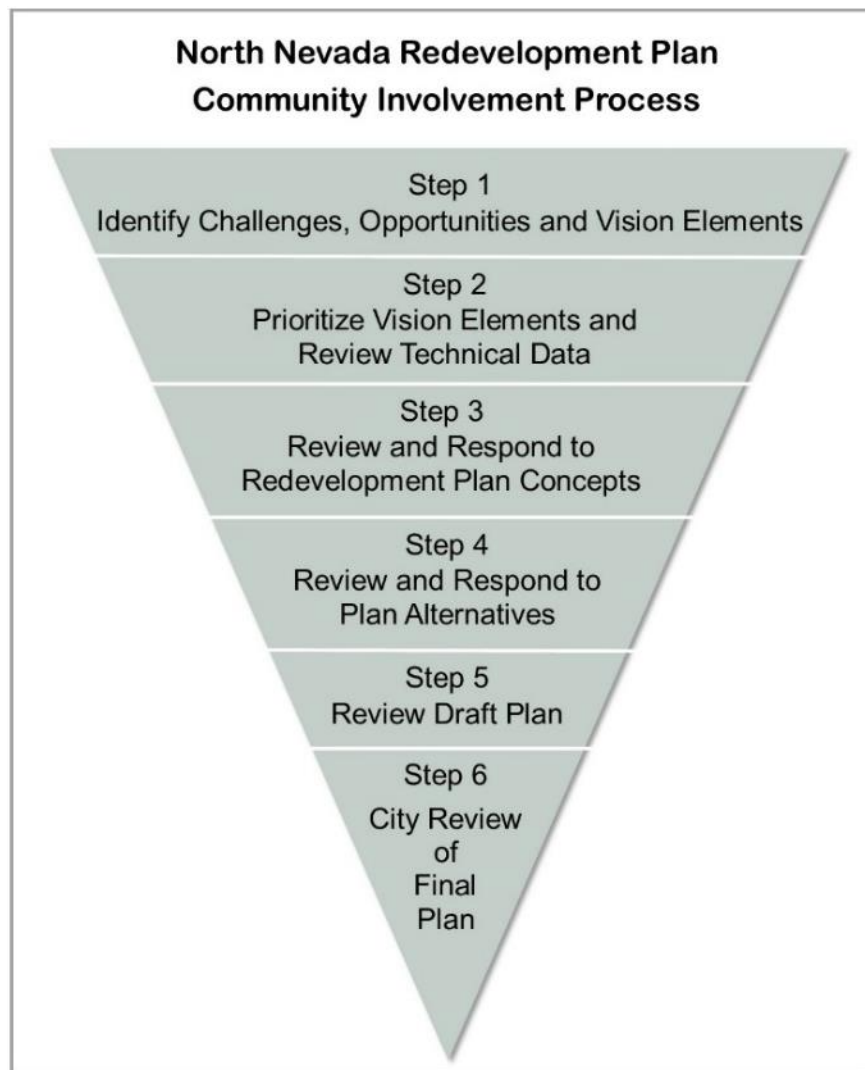 North Nevada Redevelopment Plan
Community Involvement Process
Step 1
Identify Challenges, Opportunities and Vision Elements
Step 2
Prioritize Vision Elements and
Review Technical Data
Step 3
Review and Respond to
Redevelopment Plan Concepts
Step 4
Review and Respond to
Plan Alternatives
Step 5
Review Draft Plan
Step 6
City Review
of
Final
Plan